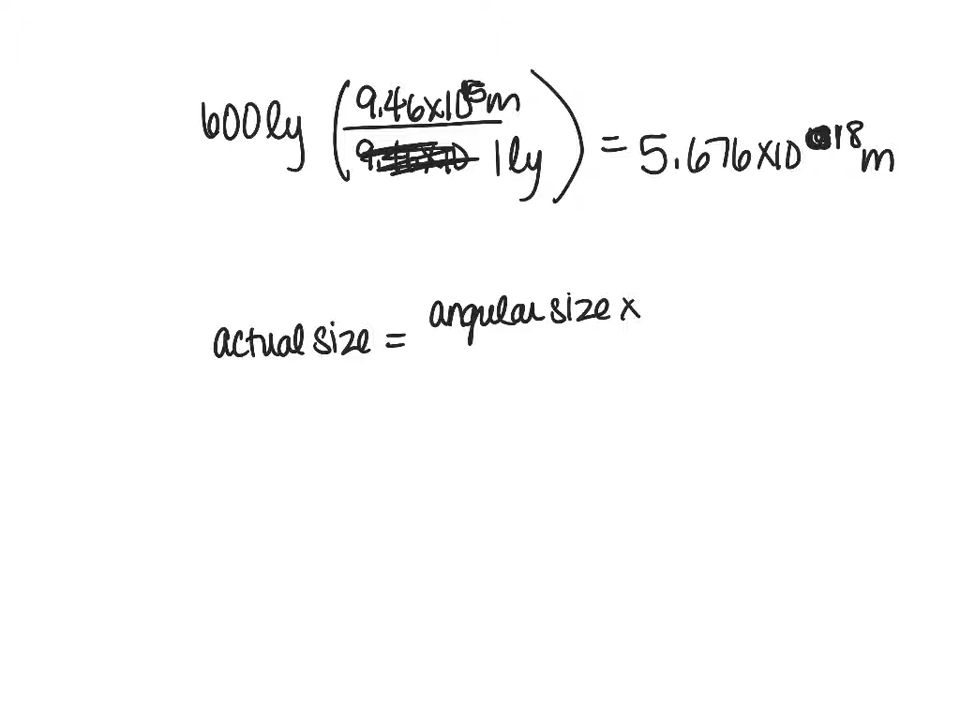 600ly (9.46x10^15 m / 1ly) = 5.676x10^18 m
actual size = angular size x